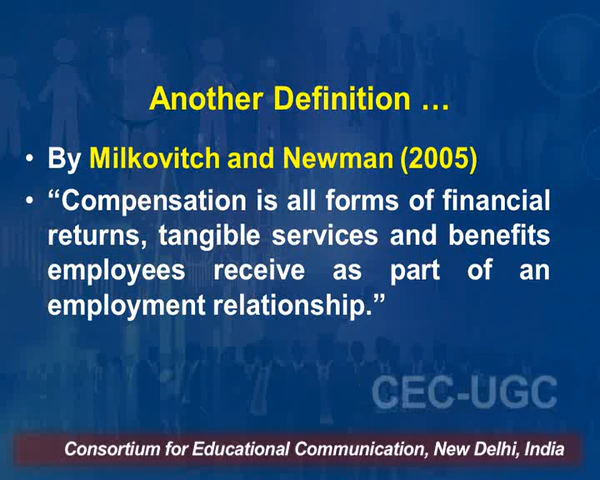 Another Definition …
• By Milkovitch and Newman (2005)
• “Compensation is all forms of financial
returns, tangible services and benefits
employees receive as part of an
employment relationship.”
CEC-UGC
Consortium for Educational Communication, New Delhi, India